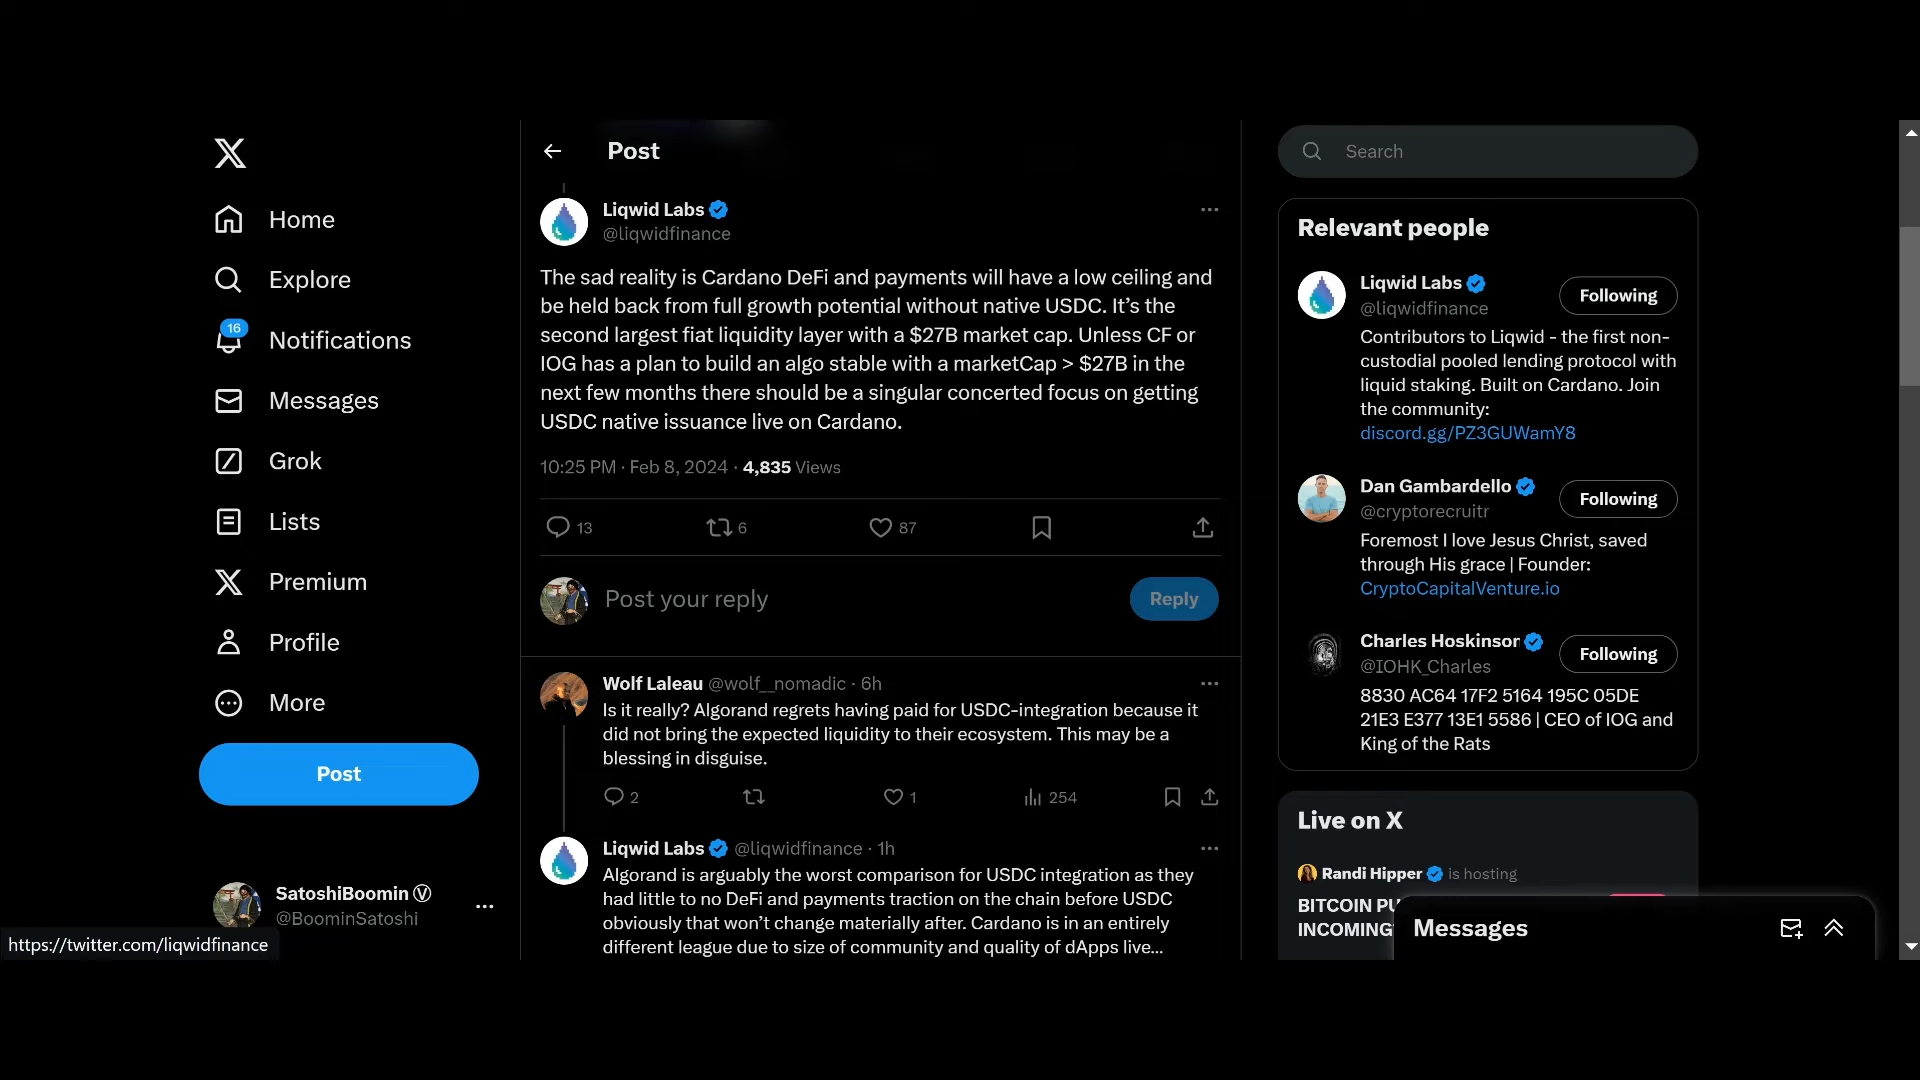 Home
Explore
16
Notifications
Messages
Grok
Lists
Premium
Profile
More
Post
SatoshiBoomin Ⓥ
@BoominSatoshi
https://twitter.com/liqwidfinance
Post
Liqwid Labs
@liqwidfinance
The sad reality is Cardano DeFi and payments will have a low ceiling and
be held back from full growth potential without native USDC. It’s the
second largest fiat liquidity layer with a $27B market cap. Unless CF or
IOG has a plan to build an algo stable with a marketCap > $27B in the
next few months there should be a singular concerted focus on getting
USDC native issuance live on Cardano.
10:25 PM · Feb 8, 2024 · 4,835 Views
13 6 87
Post your reply
Reply
Wolf Laleau @wolf__nomadic · 6h
Is it really? Algorand regrets having paid for USDC-integration because it
did not bring the expected liquidity to their ecosystem. This may be a
blessing in disguise.
2 1 254
Liqwid Labs @liqwidfinance · 1h
Algorand is arguably the worst comparison for USDC integration as they
had little to no DeFi and payments traction on the chain before USDC
obviously that won’t change materially after. Cardano is in an entirely
different league due to size of community and quality of dApps live...
Search
Relevant people
Liqwid Labs
@liqwidfinance
Following
Contributors to Liqwid - the first non-
custodial pooled lending protocol with
liquid staking. Built on Cardano. Join
the community:
discord.gg/PZ3GUWamY8
Dan Gambardello
@cryptorecruitr
Following
Foremost I love Jesus Christ, saved
through His grace | Founder:
CryptoCapitalVenture.io
Charles Hoskinson
@IOHK_Charles
Following
8830 AC64 17F2 5164 195C 05DE
21E3 E377 13E1 5586 | CEO of IOG and
King of the Rats
Live on X
Randi Hipper is hosting
BITCOIN PU
INCOMING
Messages